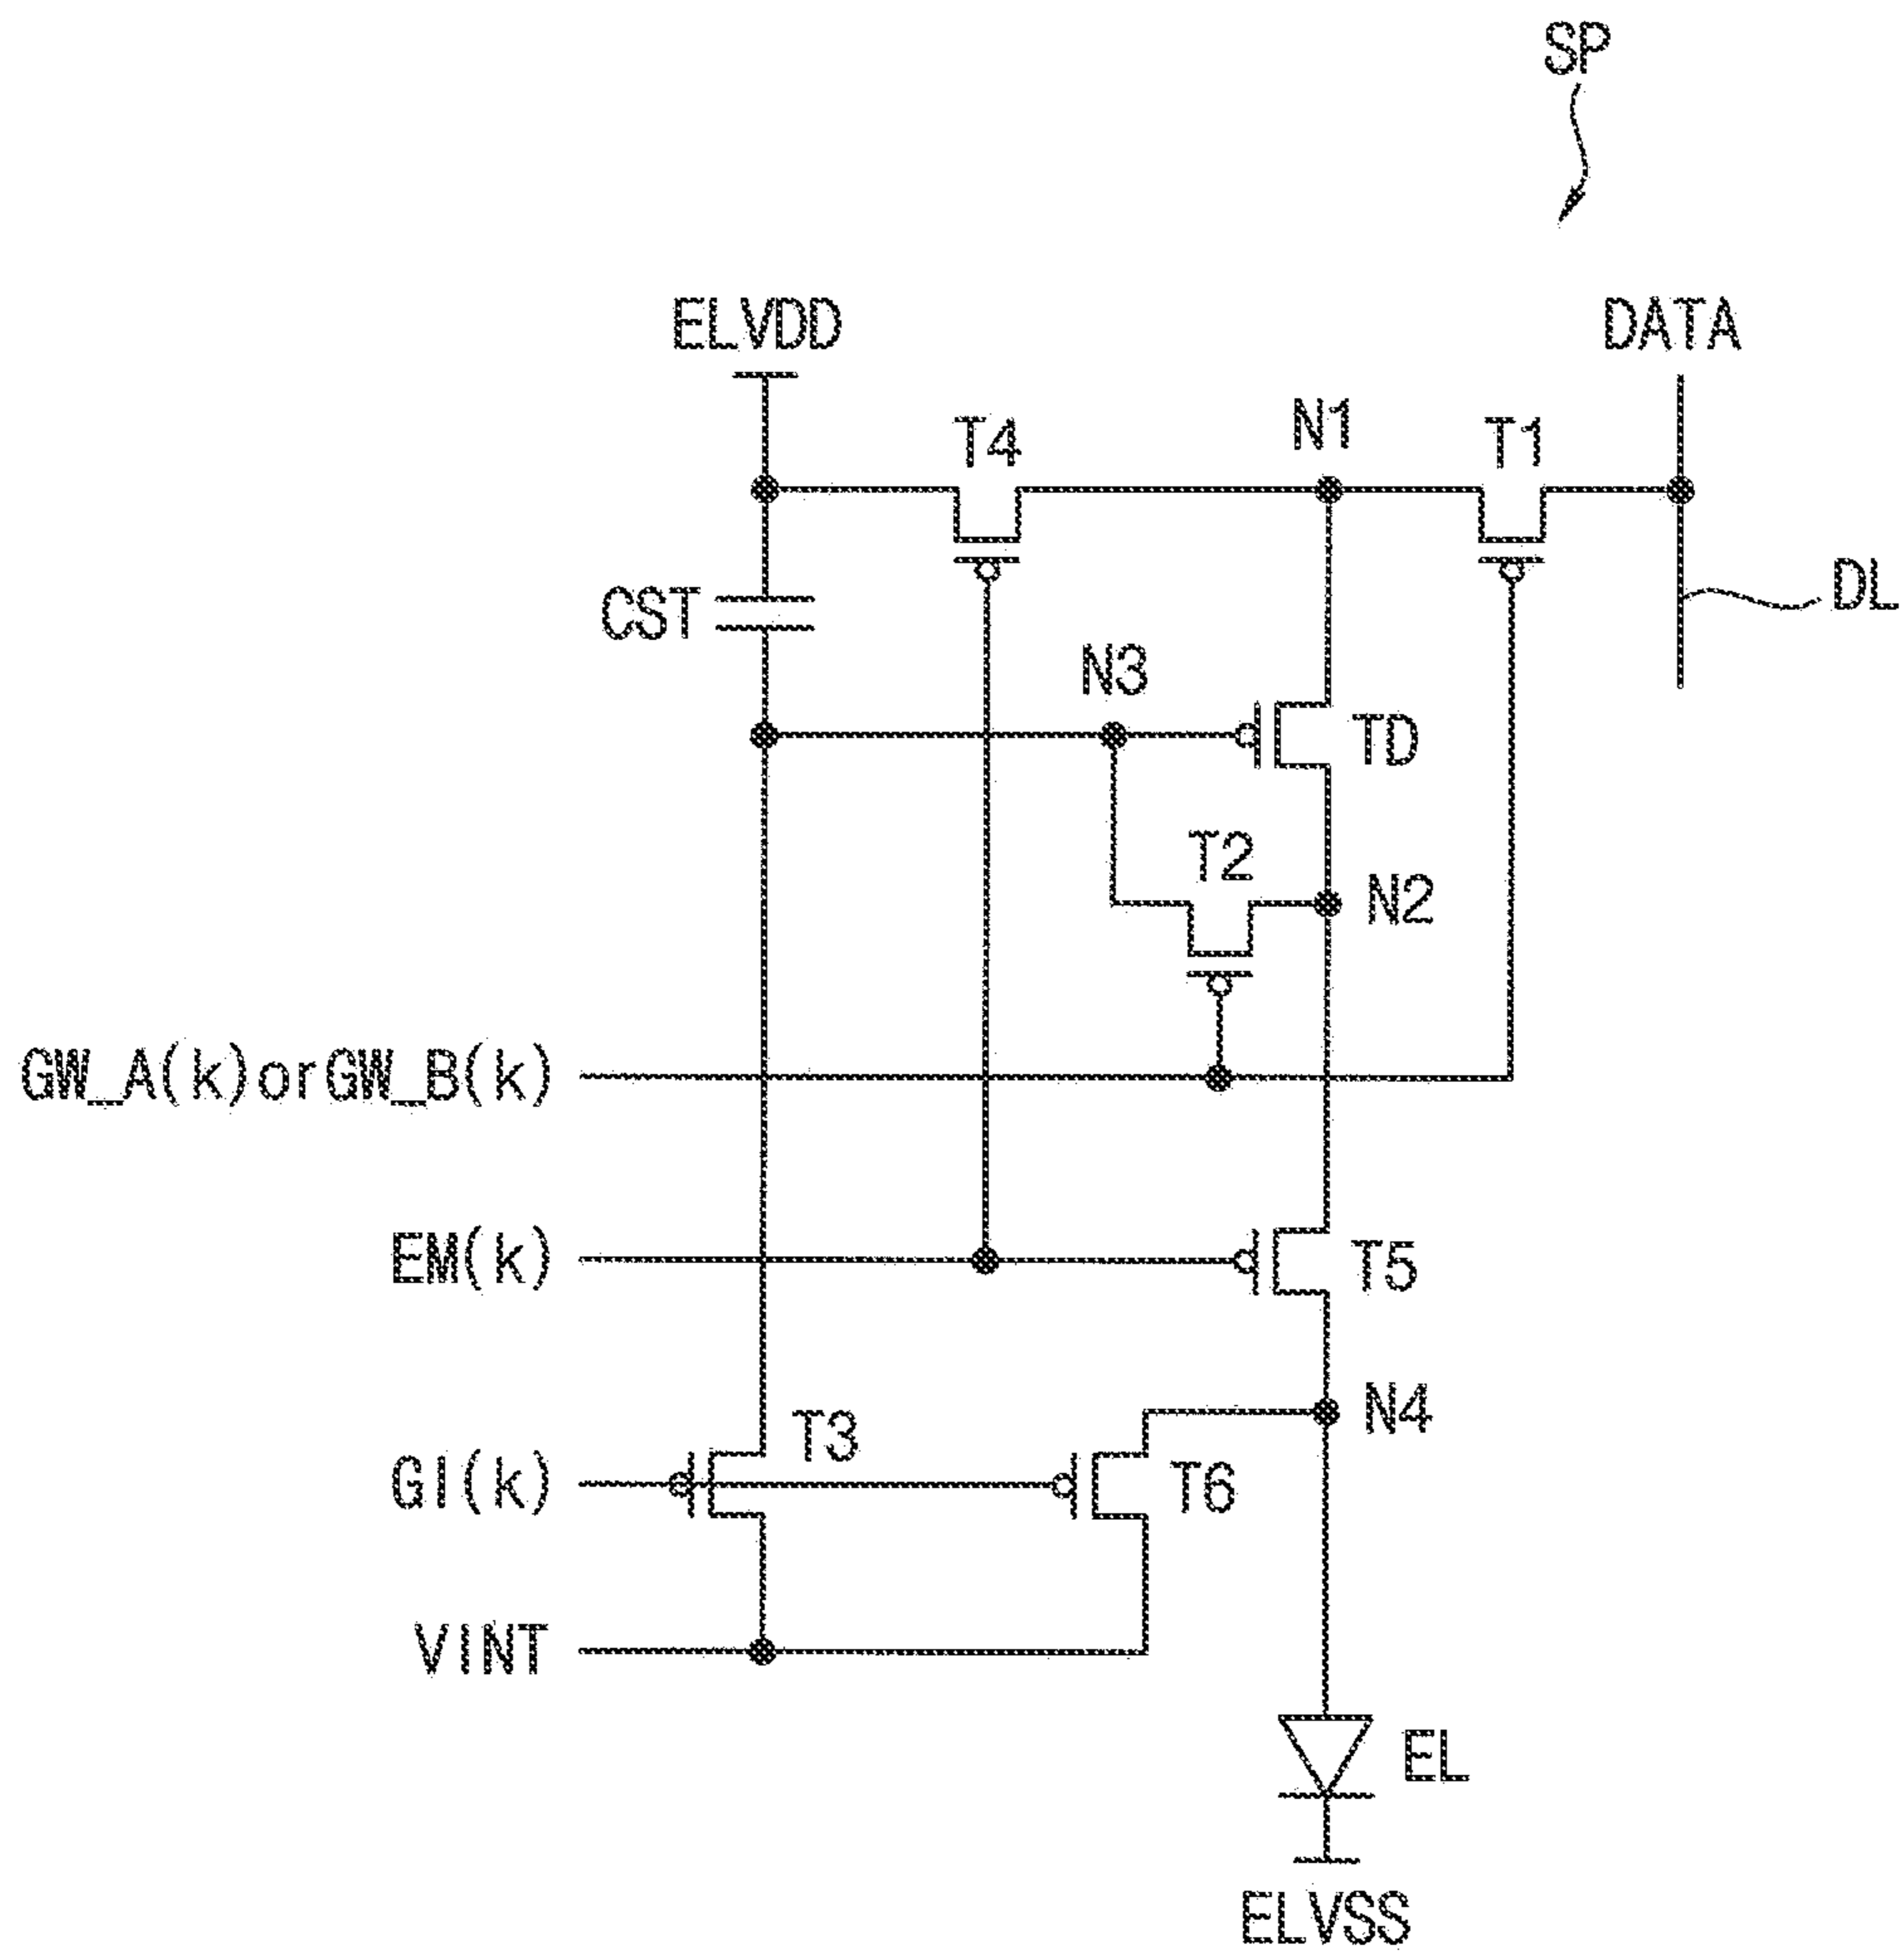 SP
ELVDD
DATA
T4
N1
T1
CST
DL
N3
TD
T2
N2
GW_A(k)orGW_B(k)
EM(k)
T5
T3
N4
GI(k)
T6
VINT
EL
ELVSS